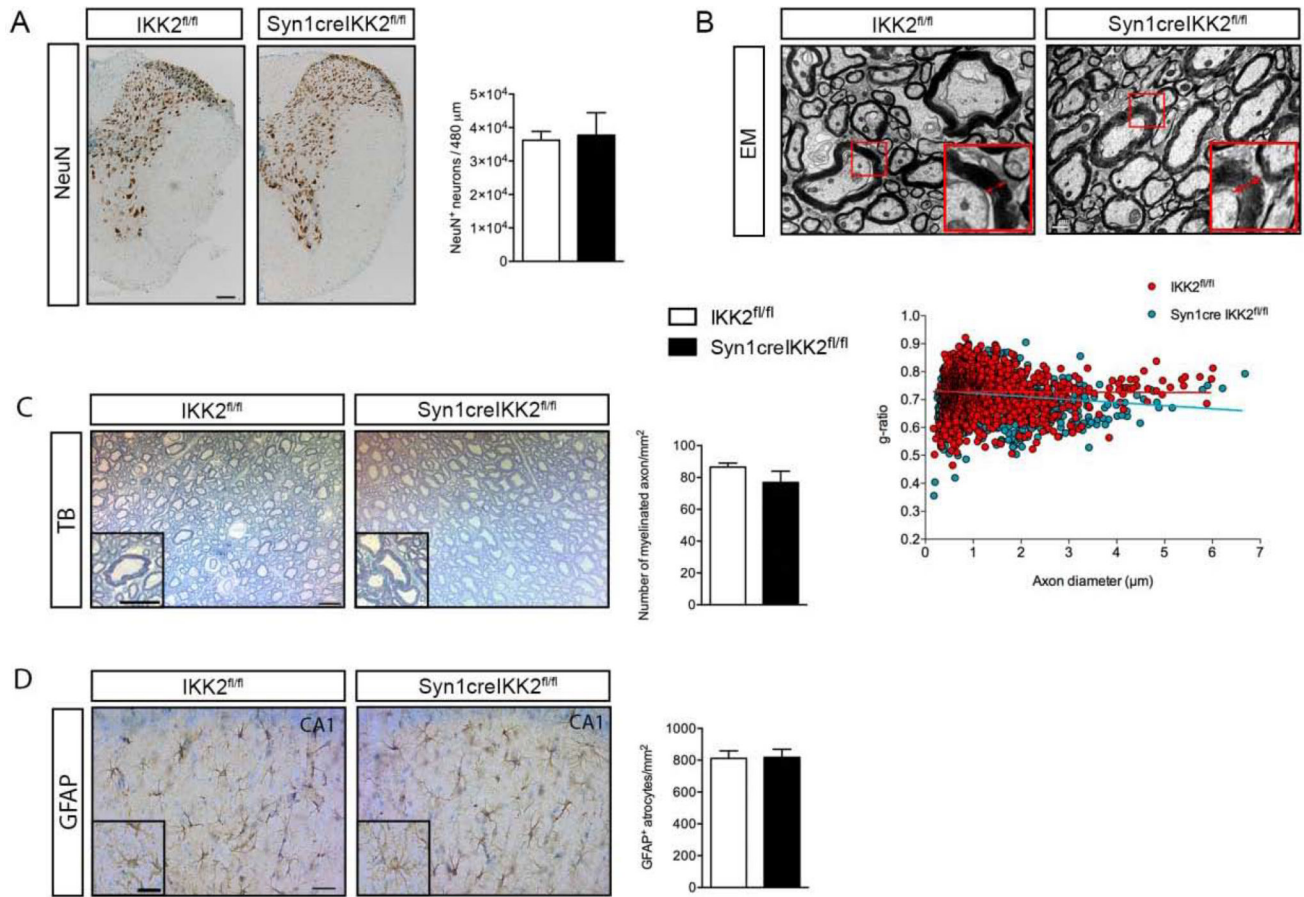 A
IKK2fl/fl
Syn1creIKK2fl/fl
NeuN
NeuN+ neurons / 480 µm
5×10⁴
4×10⁴
3×10⁴
2×10⁴
1×10⁴
0
B
IKK2fl/fl
Syn1creIKK2fl/fl
EM
IKK2fl/fl
Syn1creIKK2fl/fl
IKK2fl/fl
Syn1cre IKK2fl/fl
g-ratio
1.0
0.9
0.8
0.7
0.6
0.5
0.4
0.2
0 1 2 3 4 5 6 7
Axon diameter (µm)
C
IKK2fl/fl
Syn1creIKK2fl/fl
TB
Number of myelinated axon/mm²
100
80
60
40
20
0
D
IKK2fl/fl
Syn1creIKK2fl/fl
GFAP
CA1
CA1
GFAP+ atrocytes/mm²
1000
800
600
400
200
0